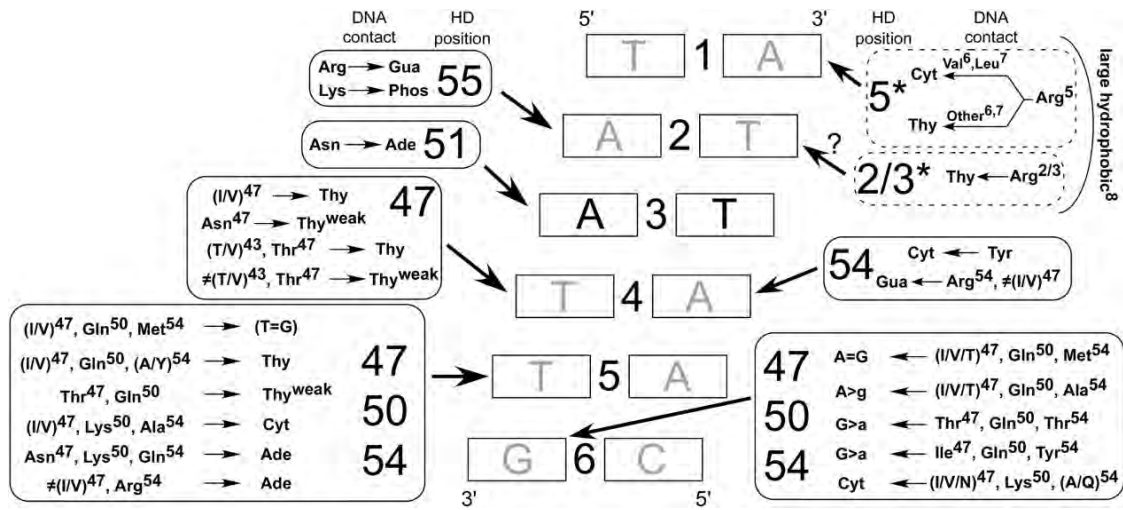 DNA contact
HD position
5'
3'
HD position
DNA contact
Arg → Gua
Lys → Phos
55
Asn → Ade 51
(I/V)⁴⁷ → Thy
47
Asn⁴⁷ → Thyʷᵉᵃᵏ
(T/V)⁴³, Thr⁴⁷ → Thy
≠(T/V)⁴³, Thr⁴⁷ → Thyʷᵉᵃᵏ
(I/V)⁴⁷, Gln⁵⁰, Met⁵⁴ → (T=G)
(I/V)⁴⁷, Gln⁵⁰, (A/Y)⁵⁴ → Thy
Thr⁴⁷, Gln⁵⁰ → Thyʷᵉᵃᵏ
(I/V)⁴⁷, Lys⁵⁰, Ala⁵⁴ → Cyt
Asn⁴⁷, Lys⁵⁰, Gln⁵⁴ → Ade
≠(I/V)⁴⁷, Arg⁵⁴ → Ade
47
50
54
T 1 A
A 2 T
A 3 T
T 4 A
T 5 A
G 6 C
3'
5'
5*
Val⁶,Leu⁷
Cyt
Arg⁵
Other⁶,⁷
Thy
?
2/3* Thy ← Arg²/³
large hydrophobic⁸
54
Cyt ← Tyr
Gua ← Arg⁵⁴, ≠(I/V)⁴⁷
47
50
54
A=G ← (I/V/T)⁴⁷, Gln⁵⁰, Met⁵⁴
A>g ← (I/V/T)⁴⁷, Gln⁵⁰, Ala⁵⁴
G>a ← Thr⁴⁷, Gln⁵⁰, Thr⁵⁴
G>a ← Ile⁴⁷, Gln⁵⁰, Tyr⁵⁴
Cyt ← (I/V/N)⁴⁷, Lys⁵⁰, (A/Q)⁵⁴